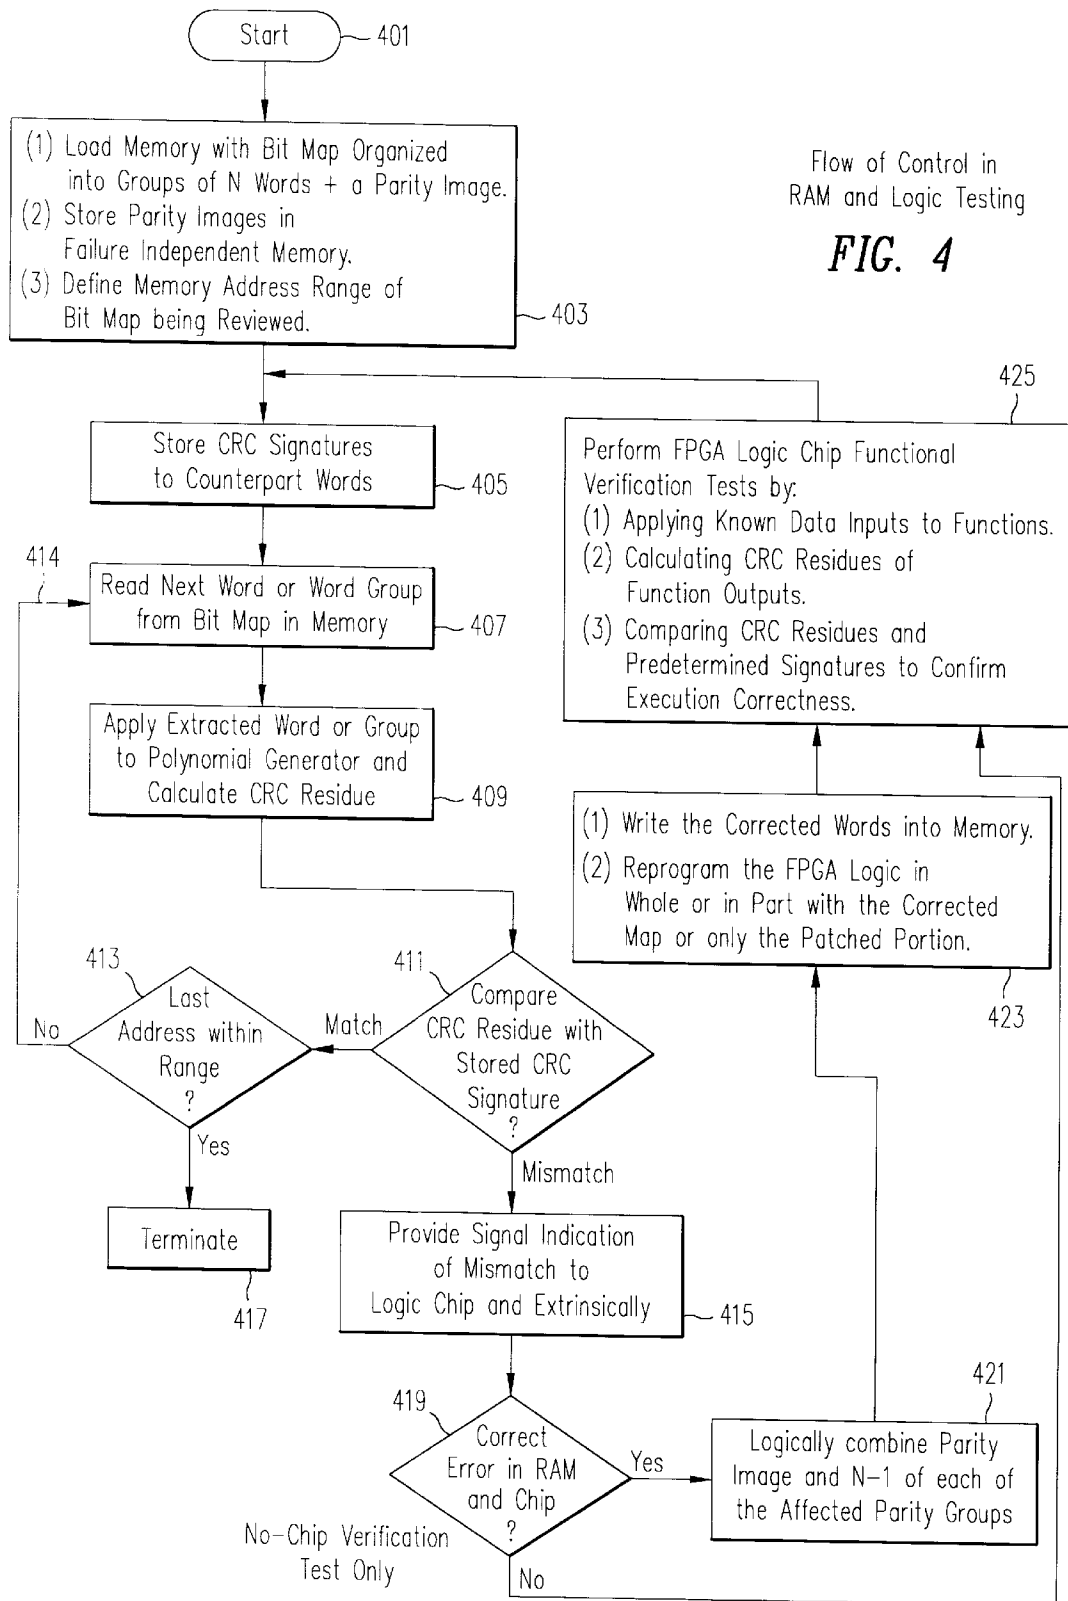 Start
401
(1) Load Memory with Bit Map Organized
into Groups of N Words + a Parity Image.
(2) Store Parity Images in
Failure Independent Memory.
(3) Define Memory Address Range of
Bit Map being Reviewed.
403
Flow of Control in
RAM and Logic Testing
FIG. 4
Store CRC Signatures
to Counterpart Words
405
414
Read Next Word or Word Group
from Bit Map in Memory
407
Apply Extracted Word or Group
to Polynomial Generator and
Calculate CRC Residue
409
425
Perform FPGA Logic Chip Functional
Verification Tests by:
(1) Applying Known Data Inputs to Functions.
(2) Calculating CRC Residues of
Function Outputs.
(3) Comparing CRC Residues and
Predetermined Signatures to Confirm
Execution Correctness.
(1) Write the Corrected Words into Memory.
(2) Reprogram the FPGA Logic in
Whole or in Part with the Corrected
Map or only the Patched Portion.
423
411
Compare
CRC Residue with
Stored CRC
Signature
?
Match
413
Last
Address within
Range
?
No
Yes
Terminate
417
Mismatch
Provide Signal Indication
of Mismatch to
Logic Chip and Extrinsically
415
419
Correct
Error in RAM
and Chip
?
Yes
421
Logically combine Parity
Image and N-1 of each of
the Affected Parity Groups
No-Chip Verification
Test Only
No